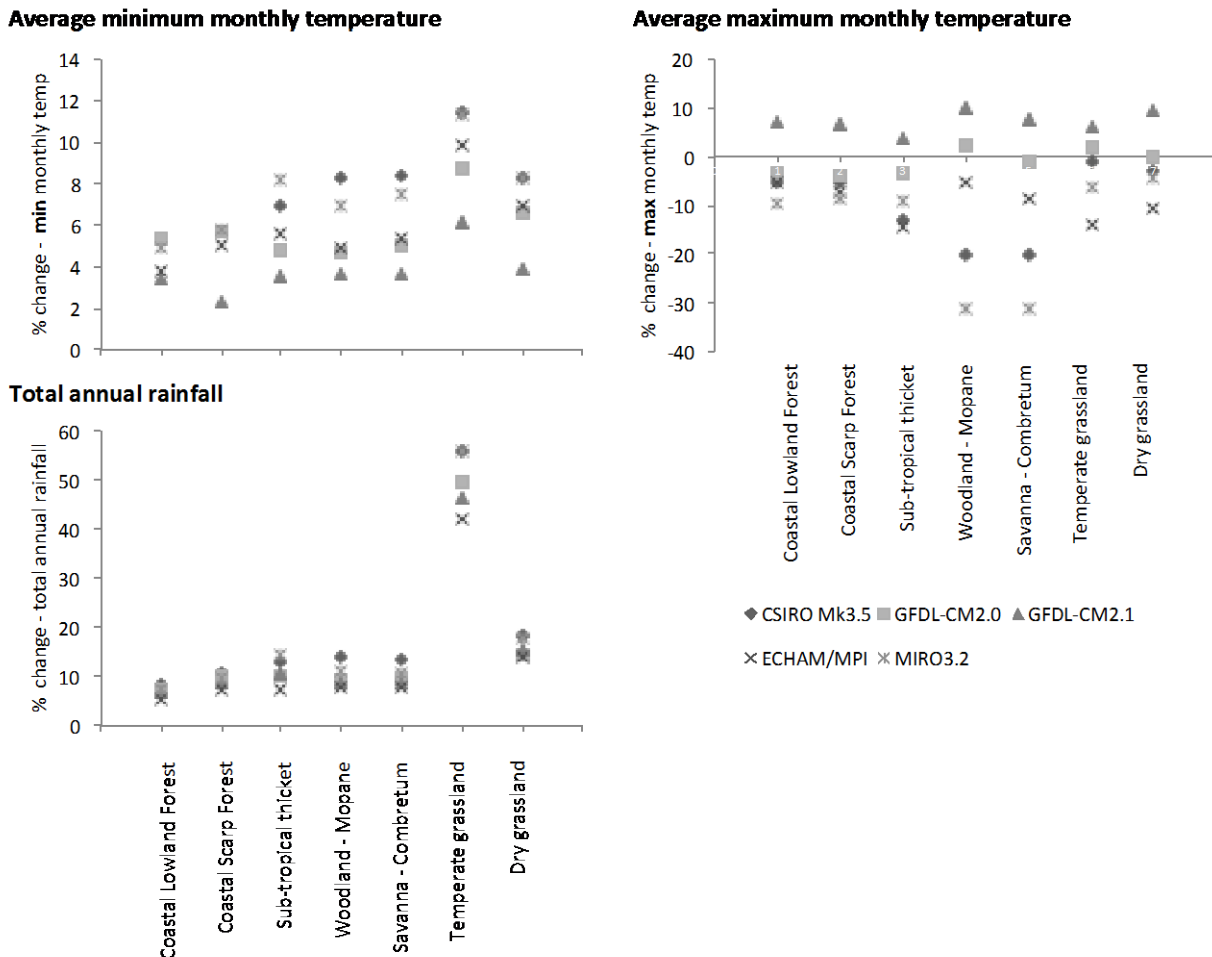 Average minimum monthly temperature
% change - min monthly temp
14
12
10
8
6
4
2
0
Average maximum monthly temperature
% change - max monthly temp
20
10
0
-10
-20
-30
-40
1
2
3
Coastal Lowland Forest
Coastal Scarp Forest
Sub-tropical thicket
Woodland - Mopane
Savanna - Combretum
Temperate grassland
Dry grassland
Total annual rainfall
% change - total annual rainfall
60
50
40
30
20
10
0
Coastal Lowland Forest
Coastal Scarp Forest
Sub-tropical thicket
Woodland - Mopane
Savanna - Combretum
Temperate grassland
Dry grassland
CSIRO Mk3.5 GFDL-CM2.0 GFDL-CM2.1
ECHAM/MPI MIRO3.2